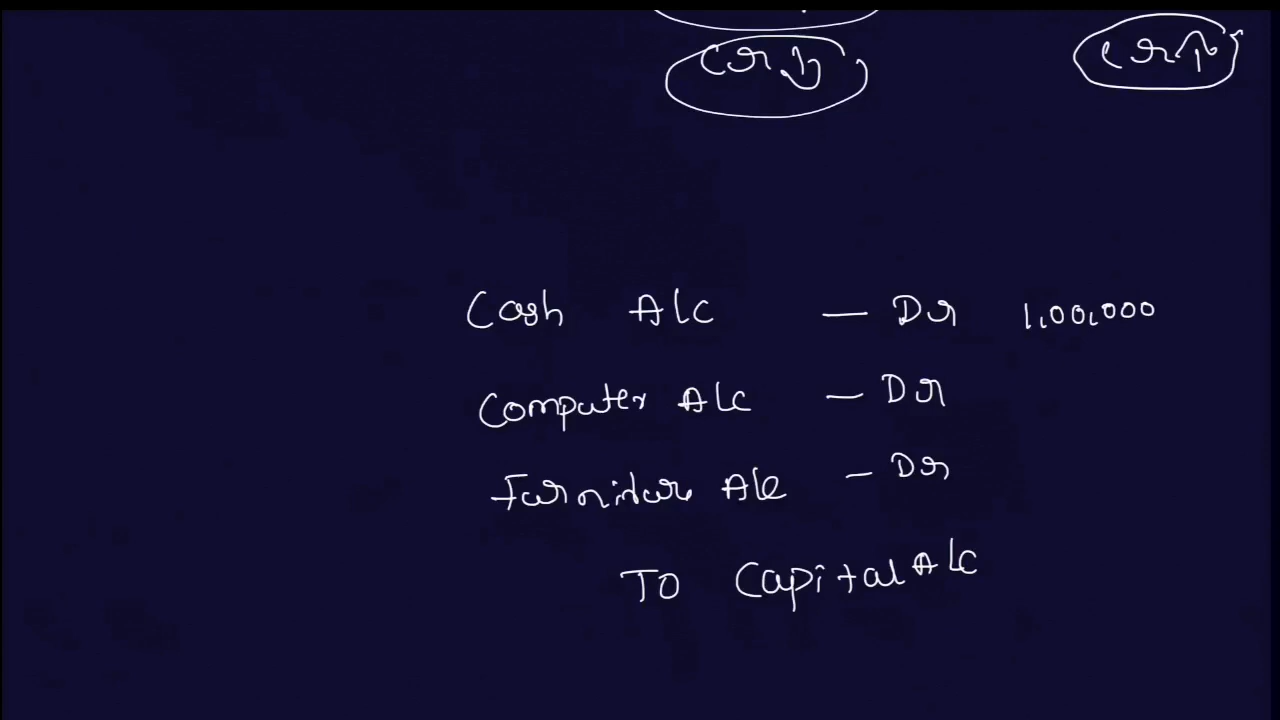 Cr ↓ Cr ↑
Cash A/c — Dr 1,00,000
Computer A/c — Dr
Furniture A/c — Dr
To Capital A/c